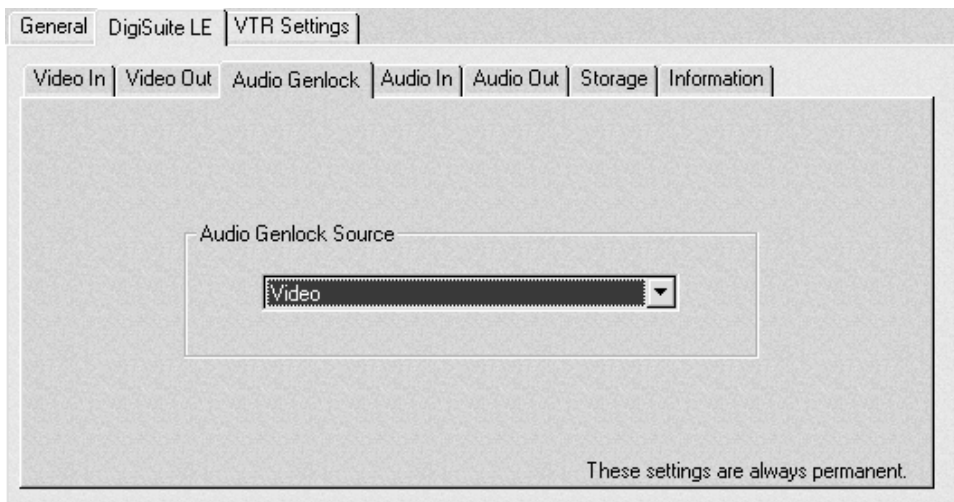 General DigiSuite LE VTR Settings
Video In Video Out Audio Genlock Audio In Audio Out Storage Information
Audio Genlock Source
Video
These settings are always permanent.